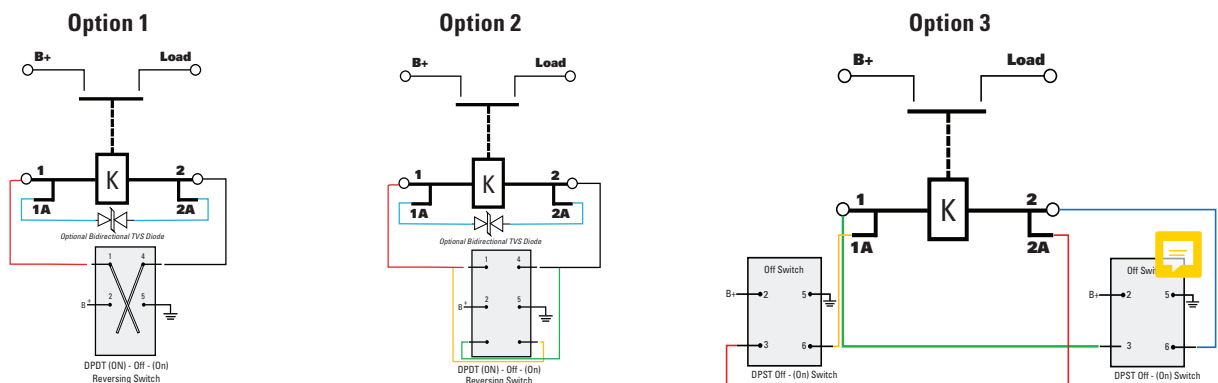 Option 1
B+ Load
1 K 2
1A 2A
Optional Bidirectional TVS Diode
1 4
B+ 2 5
DPDT (ON) - Off - (On)
Reversing Switch
Option 2
B+ Load
1 K 2
1A 2A
Optional Bidirectional TVS Diode
1 4
B+ 2 5
DPDT (ON) - Off - (On)
Reversing Switch
Option 3
B+ Load
1 K 2
1A 2A
Off Switch
B+ 2 5
3 6
DPST Off - (On) Switch
Off
B+ 2 5
3 6
DPST Off - (On) Switch